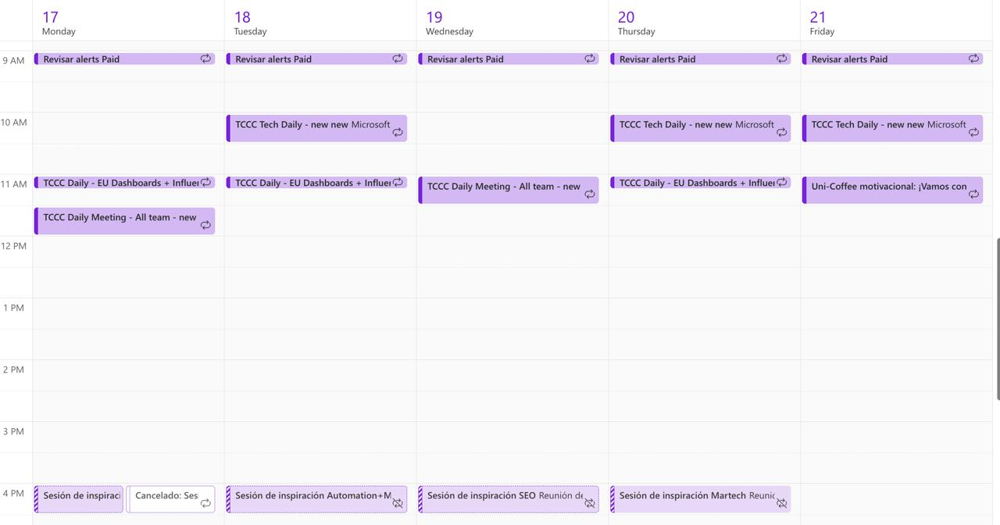 17
Monday
18
Tuesday
19
Wednesday
20
Thursday
21
Friday
9 AM
Revisar alerts Paid
Revisar alerts Paid
Revisar alerts Paid
Revisar alerts Paid
Revisar alerts Paid
10 AM
TCCC Tech Daily - new new Microsoft
TCCC Tech Daily - new new Microsoft
TCCC Tech Daily - new new Microsoft
11 AM
TCCC Daily - EU Dashboards + Influer
TCCC Daily - EU Dashboards + Influer
TCCC Daily Meeting - All team - new
TCCC Daily - EU Dashboards + Influer
Uni-Coffee motivacional: ¡Vamos con
TCCC Daily Meeting - All team - new
12 PM
1 PM
2 PM
3 PM
4 PM
Sesión de inspiraci
Cancelado: Ses
Sesión de inspiración Automation+M
Sesión de inspiración SEO Reunión de
Sesión de inspiración Martech Reunic